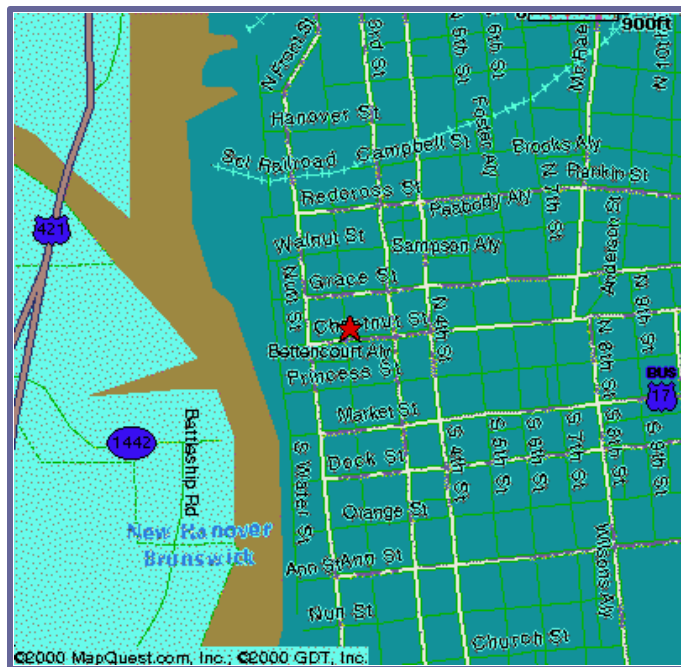 900ft
N Front St
3rd St
N 5th St
N 6th St
Mc Rae
N 10th
Hanover St
Foster Aly
Scl Railroad
Campbell St
Brooks Aly
Rankin St
Redcross St
Peabody Aly
N 7th St
421
Walnut St
Sampson Aly
Anderson St
Nutt St
Grace St
N 9th St
Chestnut St
N 4th St
Bettencourt Aly
N 8th St
Princess St
BUS
17
Market St
1442
Battleship Rd
S Water St
Dock St
S 4th St
S 5th St
S 6th St
S 7th St
S 8th St
S 9th St
Orange St
New Hanover
Brunswick
Ann St
Ann St
Wilsons Aly
Nun St
Church St
©2000 MapQuest.com, Inc.; ©2000 GDT, Inc.